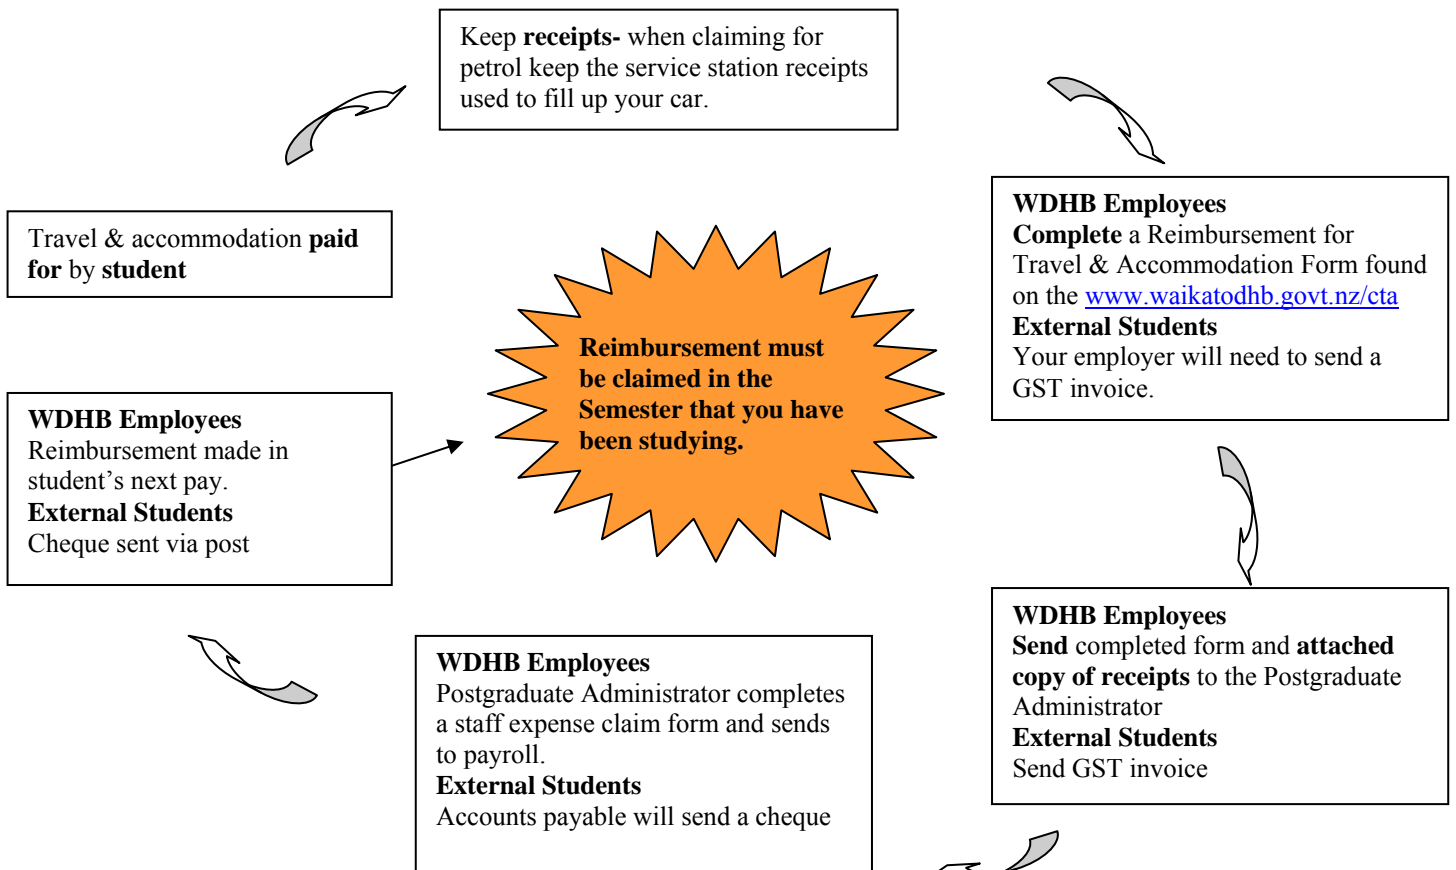 Keep receipts- when claiming for
petrol keep the service station receipts
used to fill up your car.
Travel & accommodation paid
for by student
WDHB Employees
Complete a Reimbursement for
Travel & Accommodation Form found
on the www.waikatodhb.govt.nz/cta
External Students
Your employer will need to send a
GST invoice.
Reimbursement must
be claimed in the
Semester that you have
been studying.
WDHB Employees
Reimbursement made in
student’s next pay.
External Students
Cheque sent via post
WDHB Employees
Send completed form and attached
copy of receipts to the Postgraduate
Administrator
External Students
Send GST invoice
WDHB Employees
Postgraduate Administrator completes
a staff expense claim form and sends
to payroll.
External Students
Accounts payable will send a cheque